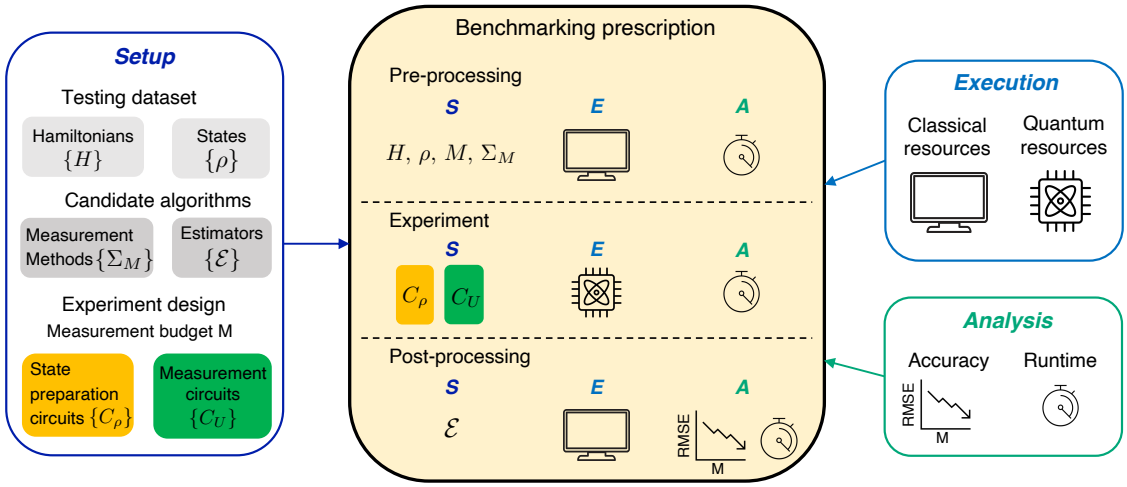 Setup
Testing dataset
Hamiltonians
{H}
States
{ρ}
Candidate algorithms
Measurement
Methods {Σ_M}
Estimators
{ℰ}
Experiment design
Measurement budget M
State
preparation
circuits {C_ρ}
Measurement
circuits
{C_U}
Benchmarking prescription
Pre-processing
S E A
H, ρ, M, Σ_M
Experiment
S E A
C_ρ C_U
Post-processing
S E A
ℰ
RMSE
M
Execution
Classical
resources
Quantum
resources
Analysis
Accuracy
Runtime
RMSE
M